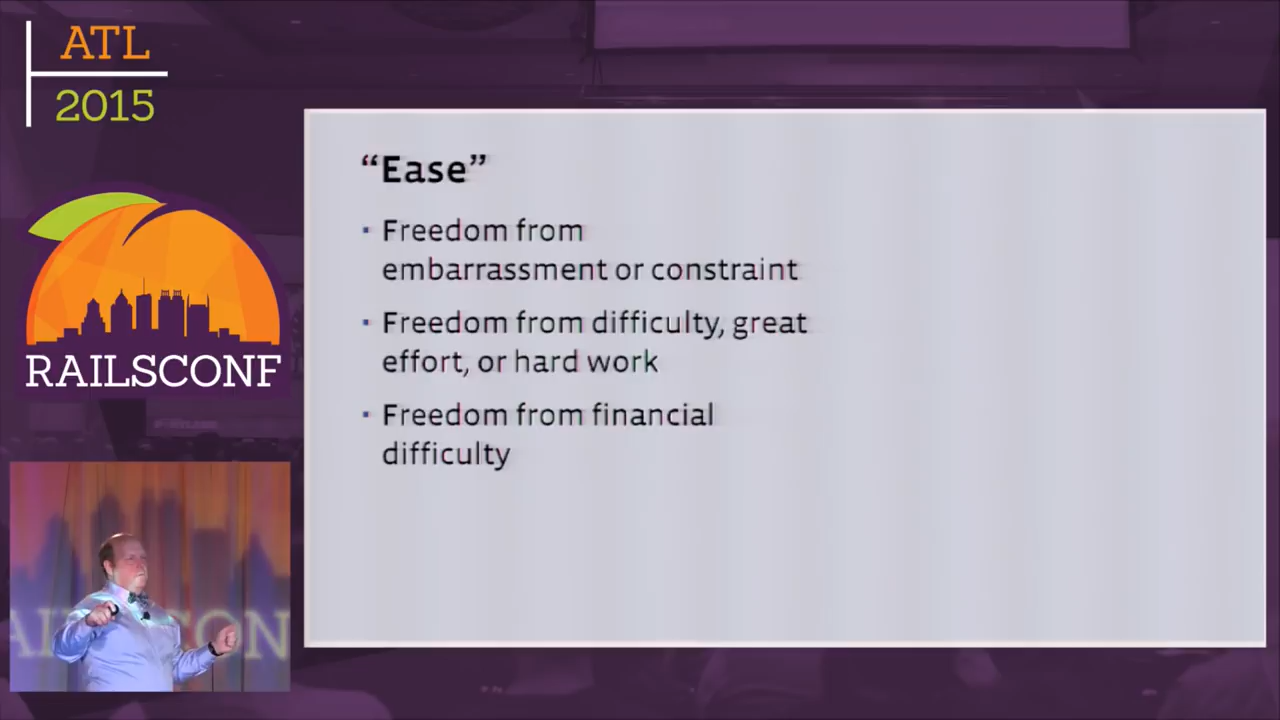 ATL
2015
RAILSCONF
“Ease”
▪ Freedom from
embarrassment or constraint
▪ Freedom from difficulty, great
effort, or hard work
▪ Freedom from financial
difficulty